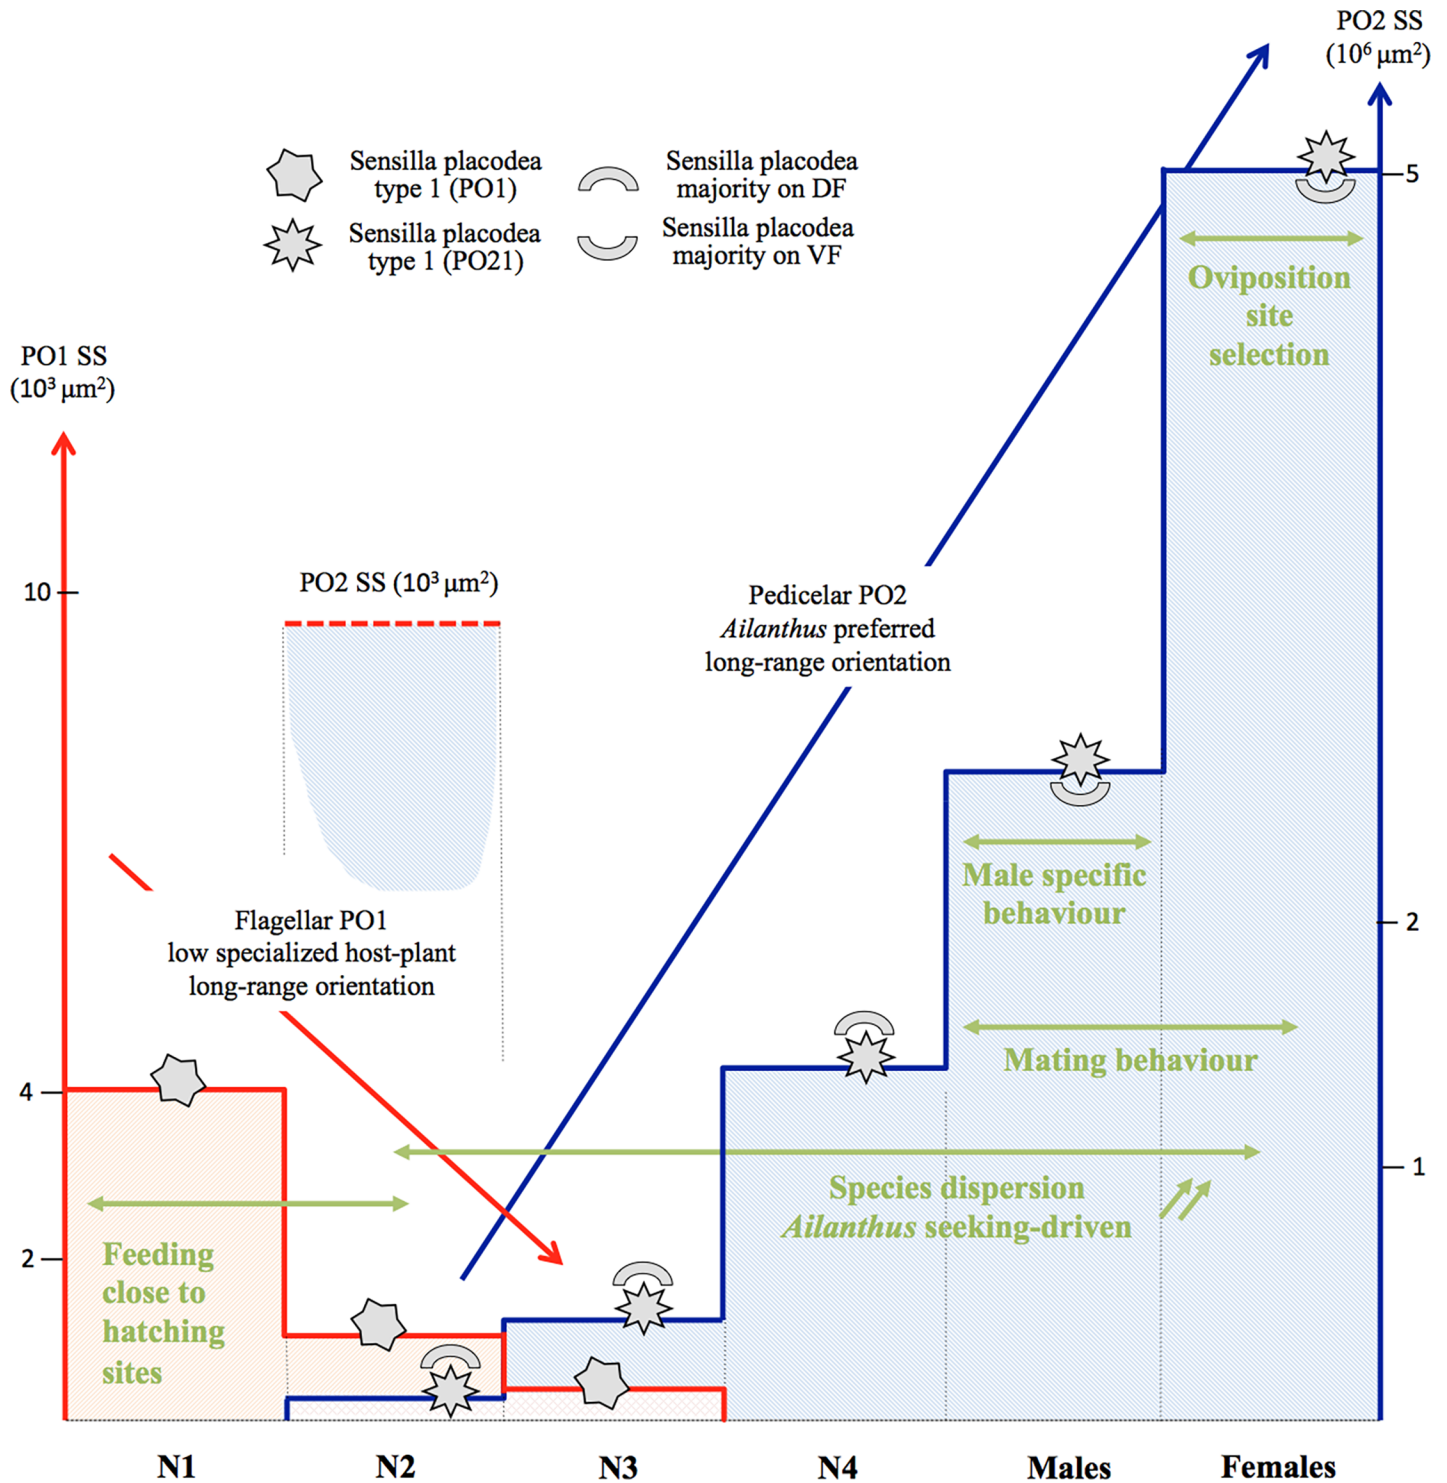 PO2 SS
(10⁶ µm²)
Sensilla placodea
type 1 (PO1)
Sensilla placodea
majority on DF
Sensilla placodea
type 1 (PO21)
Sensilla placodea
majority on VF
5
Oviposition
site
selection
PO1 SS
(10³ µm²)
10
PO2 SS (10³ µm²)
Pedicelar PO2
Ailanthus preferred
long-range orientation
Flagellar PO1
low specialized host-plant
long-range orientation
Male specific
behaviour
2
Mating behaviour
4
1
Species dispersion
Ailanthus seeking-driven
2
Feeding
close to
hatching
sites
N1
N2
N3
N4
Males
Females